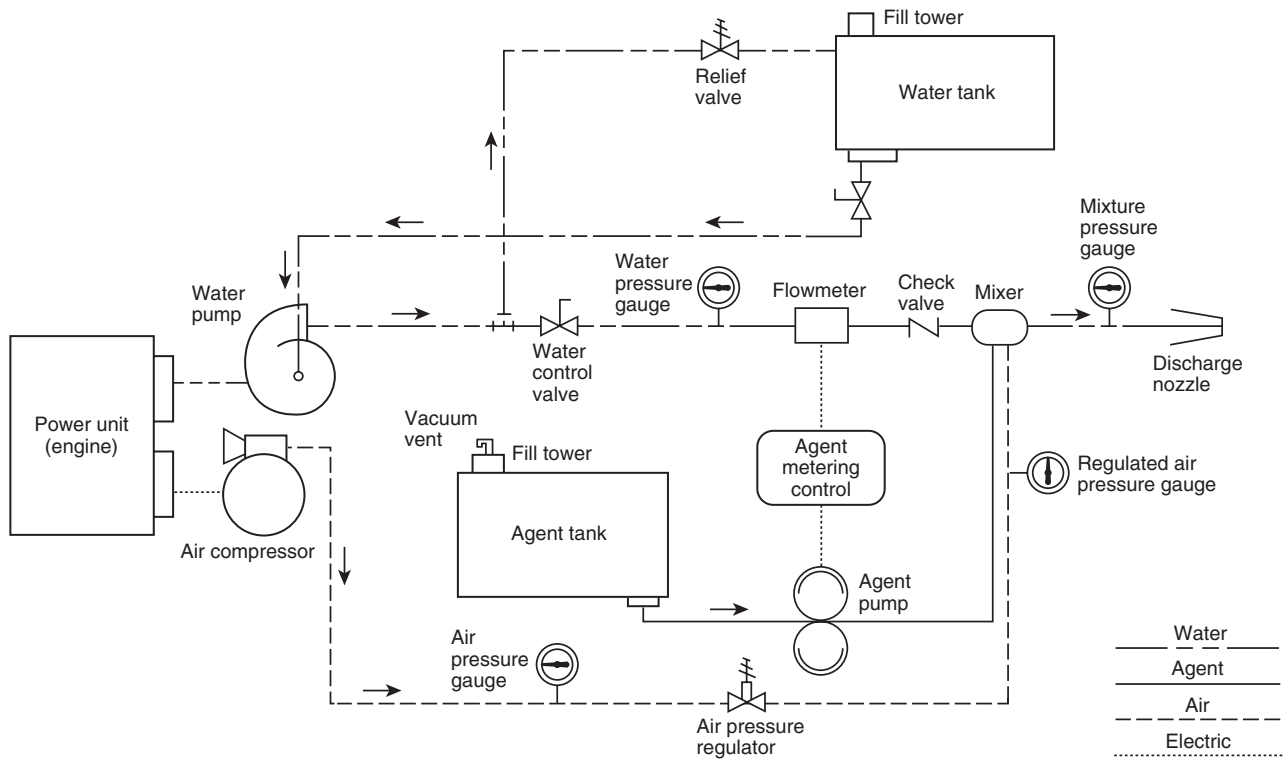 Fill tower
Water tank
Relief
valve
Mixture
pressure
gauge
Water
pressure
gauge
Flowmeter
Check
valve
Mixer
Water
pump
Water
control
valve
Discharge
nozzle
Power unit
(engine)
Vacuum
vent
Fill tower
Agent
metering
control
Regulated air
pressure gauge
Agent tank
Air compressor
Agent
pump
Air
pressure
gauge
Air pressure
regulator
Water
Agent
Air
Electric